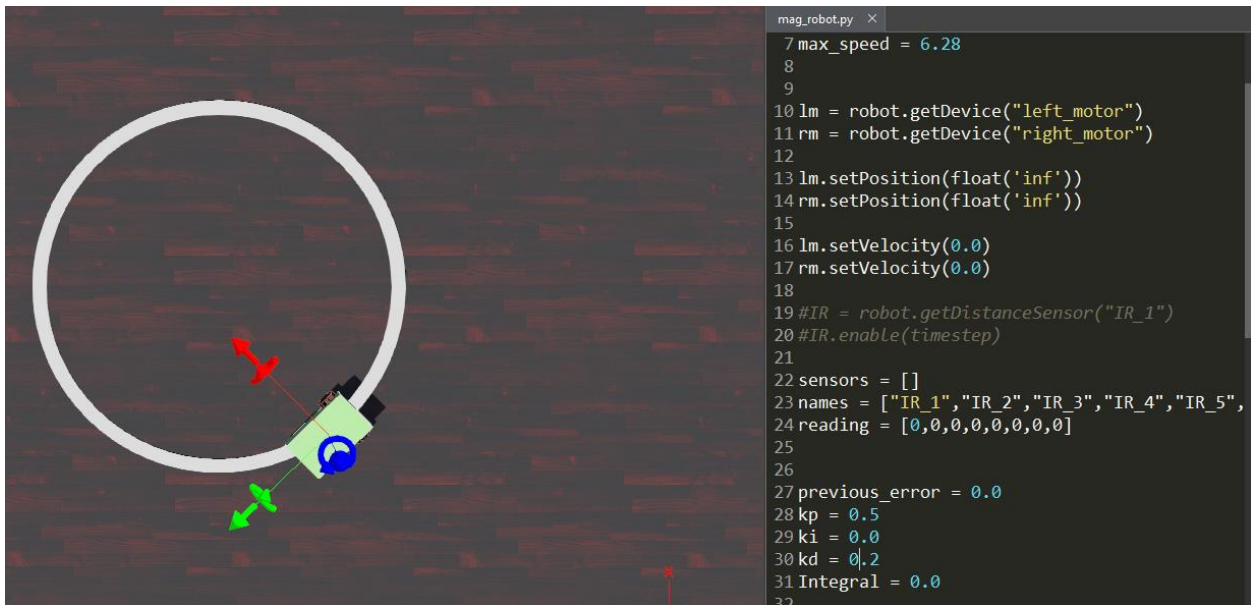 mag_robot.py ×
7 max_speed = 6.28
8
9
10 lm = robot.getDevice("left_motor")
11 rm = robot.getDevice("right_motor")
12
13 lm.setPosition(float('inf'))
14 rm.setPosition(float('inf'))
15
16 lm.setVelocity(0.0)
17 rm.setVelocity(0.0)
18
19 #IR = robot.getDistanceSensor("IR_1")
20 #IR.enable(timestep)
21
22 sensors = []
23 names = ["IR_1","IR_2","IR_3","IR_4","IR_5",
24 reading = [0,0,0,0,0,0,0,0]
25
26
27 previous_error = 0.0
28 kp = 0.5
29 ki = 0.0
30 kd = 0.2
31 Integral = 0.0
32